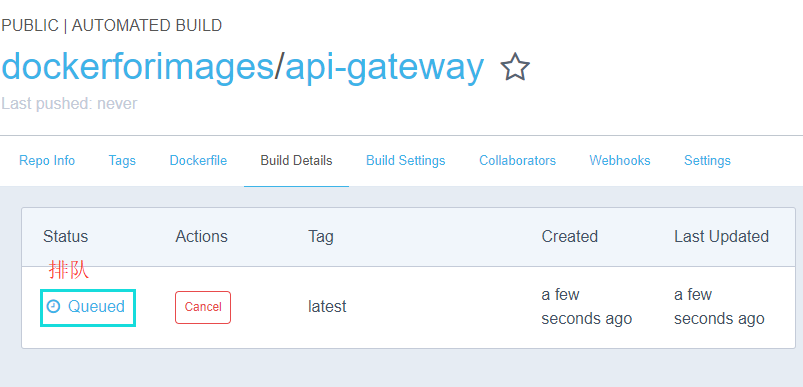 PUBLIC | AUTOMATED BUILD
dockerforimages/api-gateway
Last pushed: never
Repo Info Tags Dockerfile Build Details Build Settings Collaborators Webhooks Settings
Status Actions Tag Created Last Updated
排队
Queued Cancel latest a few seconds ago a few seconds ago